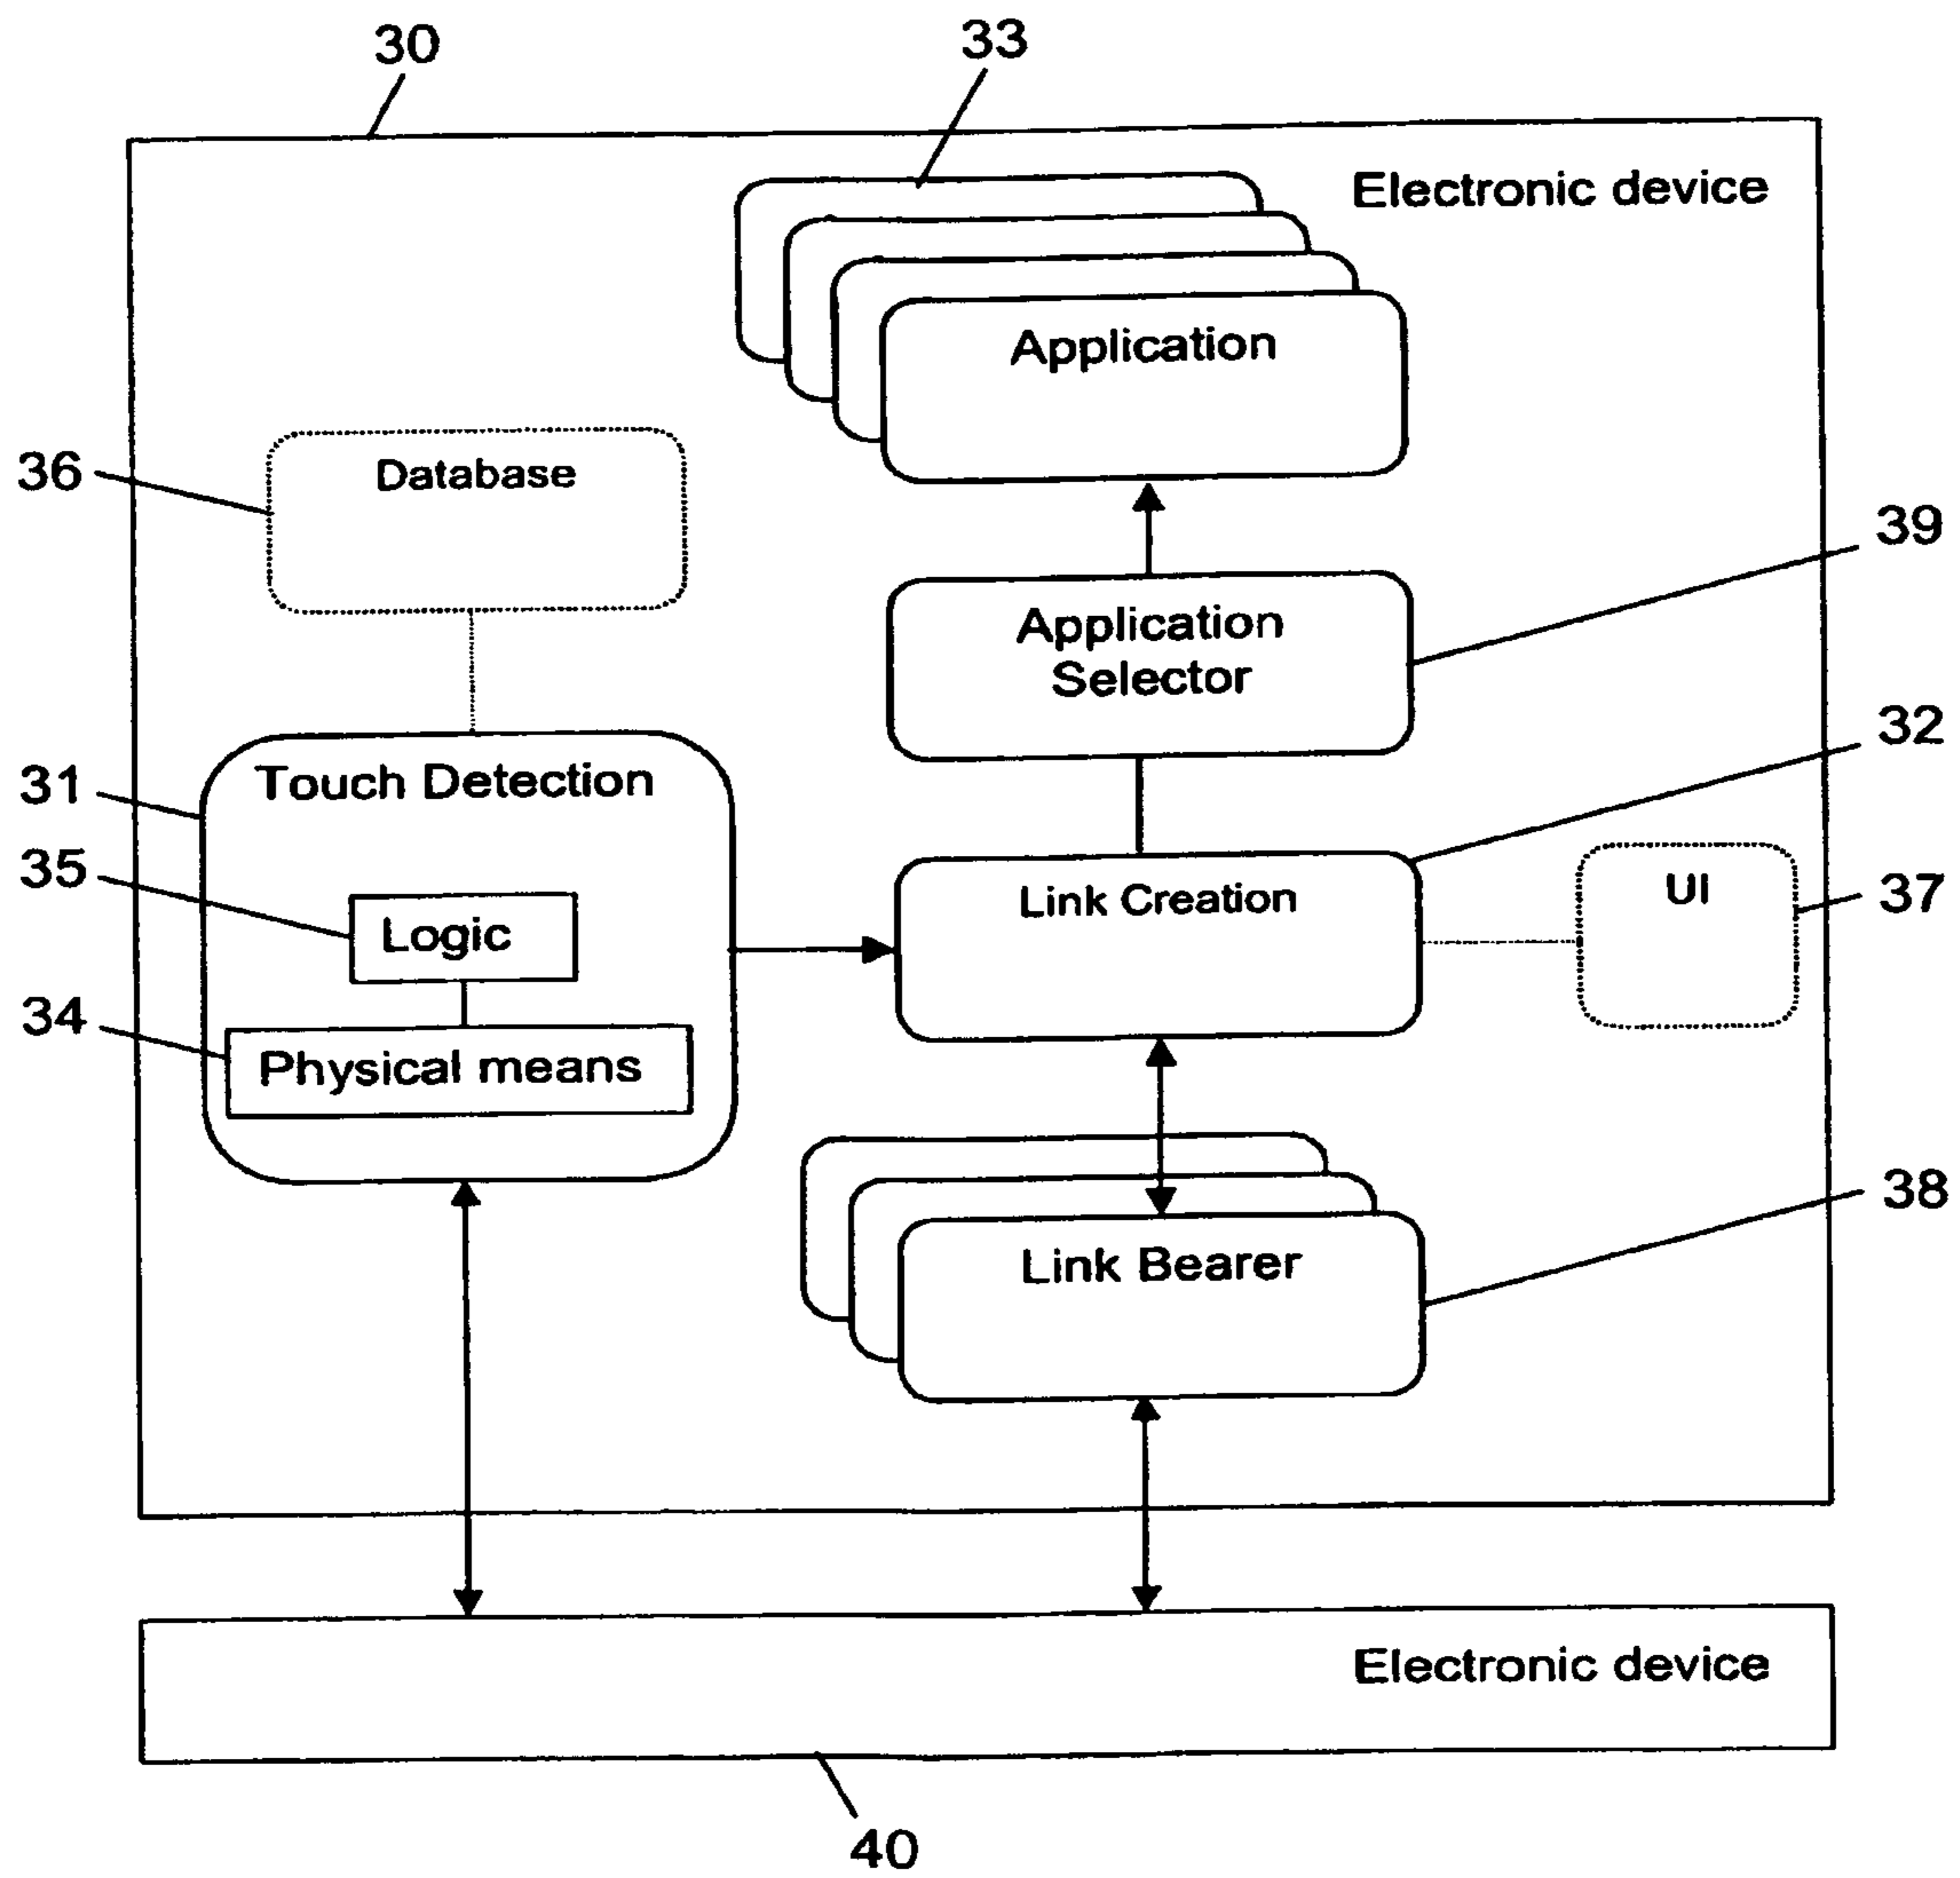 30
33
Electronic device
Application
36
Database
39
Application
Selector
32
31
Touch Detection
35
Logic
Link Creation
UI
37
34
Physical means
38
Link Bearer
Electronic device
40